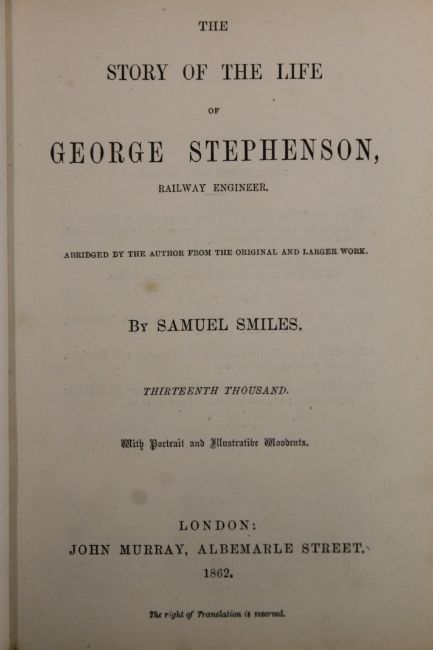 THE
STORY OF THE LIFE
OF
GEORGE STEPHENSON,
RAILWAY ENGINEER.
ABRIDGED BY THE AUTHOR FROM THE ORIGINAL AND LARGER WORK.
BY SAMUEL SMILES.
THIRTEENTH THOUSAND.
With Portrait and Illustrative Woodcuts.
LONDON:
JOHN MURRAY, ALBEMARLE STREET.
1862.
The right of Translation is reserved.